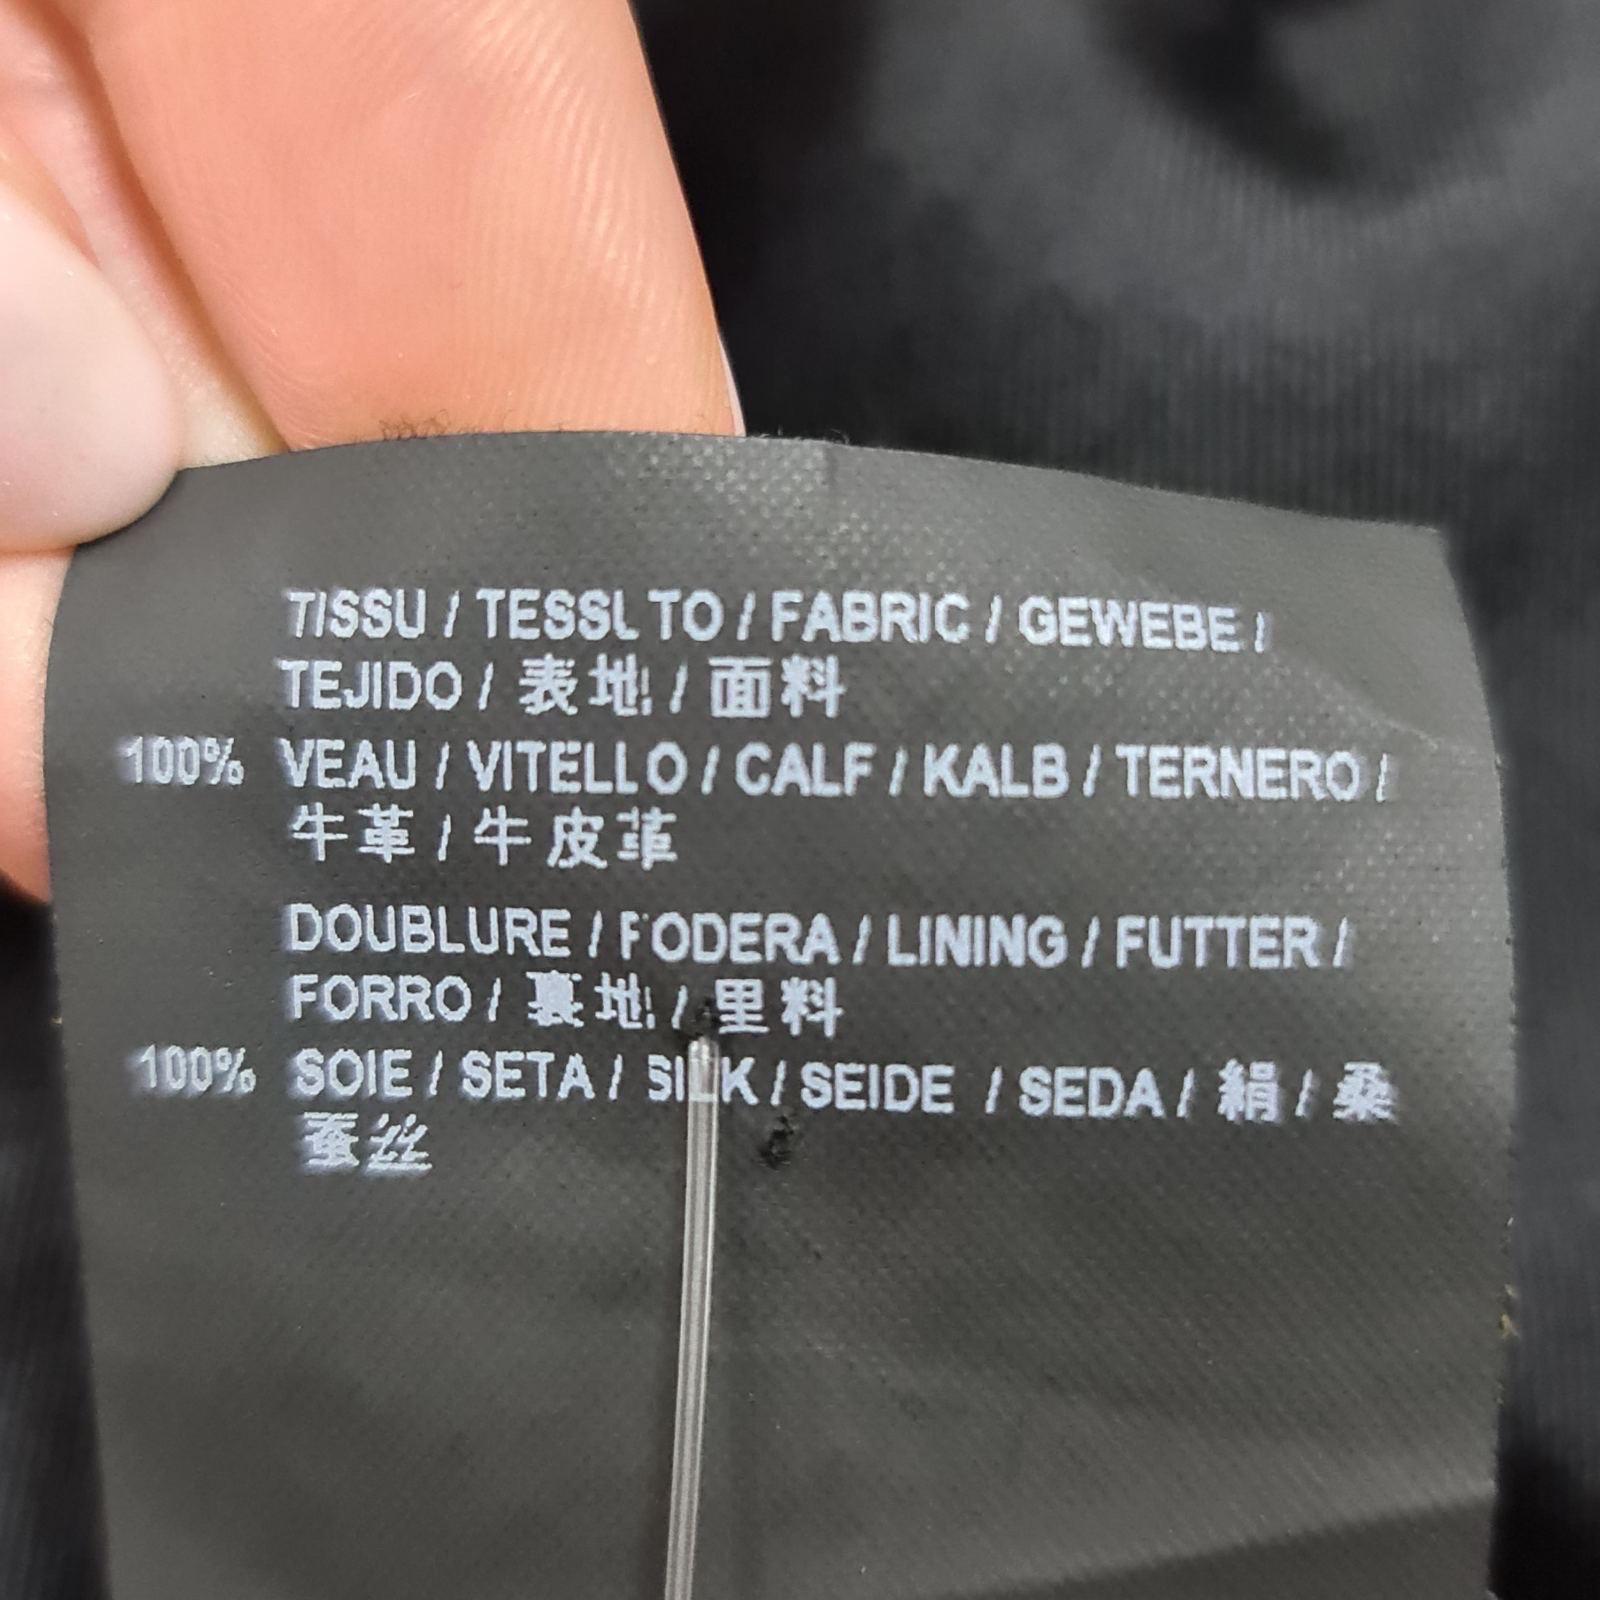 TISSU / TESSUTO / FABRIC / GEWEBE /
TEJIDO / 表地 / 面料
100% VEAU / VITELLO / CALF / KALB / TERNERO /
牛革 / 牛皮革
DOUBLURE / FODERA / LINING / FUTTER /
FORRO / 裏地 / 里料
100% SOIE / SETA / SILK / SEIDE / SEDA / 絹 / 桑
蚕丝